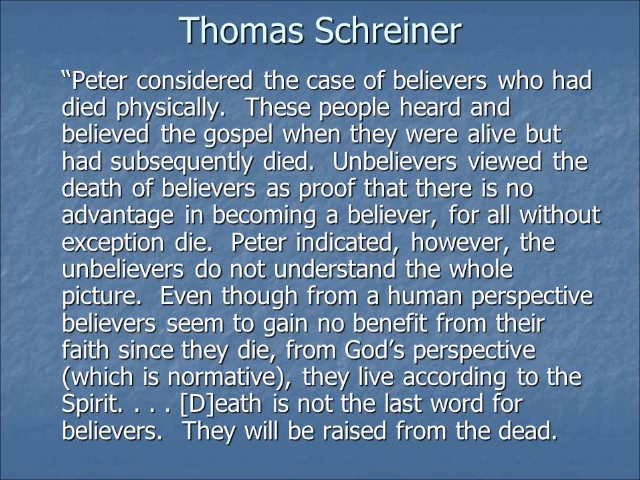 Thomas Schreiner
“Peter considered the case of believers who had
died physically.  These people heard and
believed the gospel when they were alive but
had subsequently died.  Unbelievers viewed the
death of believers as proof that there is no
advantage in becoming a believer, for all without
exception die.  Peter indicated, however, the
unbelievers do not understand the whole
picture.  Even though from a human perspective
believers seem to gain no benefit from their
faith since they die, from God’s perspective
(which is normative), they live according to the
Spirit. . . . [D]eath is not the last word for
believers.  They will be raised from the dead.